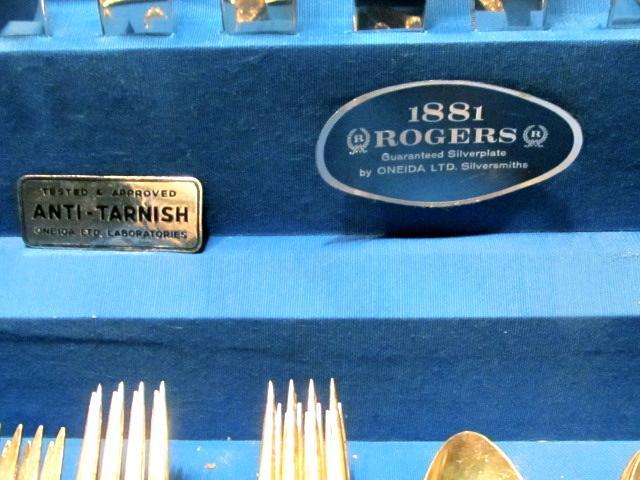 1881
R ROGERS R
Guaranteed Silverplate
by ONEIDA LTD. Silversmiths
TESTED & APPROVED
ANTI-TARNISH
ONEIDA LTD. LABORATORIES